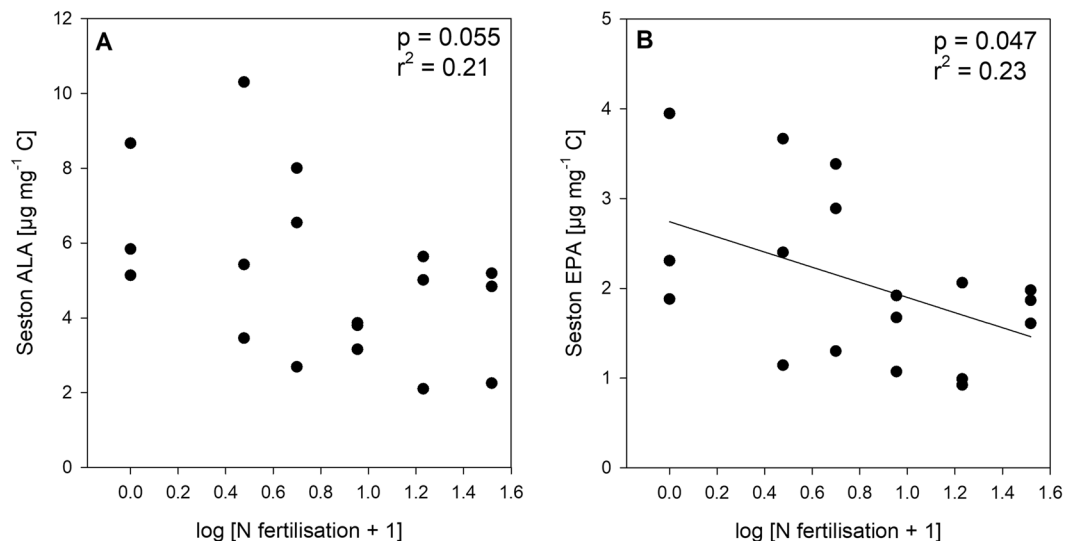 A
p = 0.055
r² = 0.21
12
10
8
6
4
2
0
Seston ALA [µg mg⁻¹ C]
0.0 0.2 0.4 0.6 0.8 1.0 1.2 1.4 1.6
log [N fertilisation + 1]
B
p = 0.047
r² = 0.23
5
4
3
2
1
0
Seston EPA [µg mg⁻¹ C]
0.0 0.2 0.4 0.6 0.8 1.0 1.2 1.4 1.6
log [N fertilisation + 1]